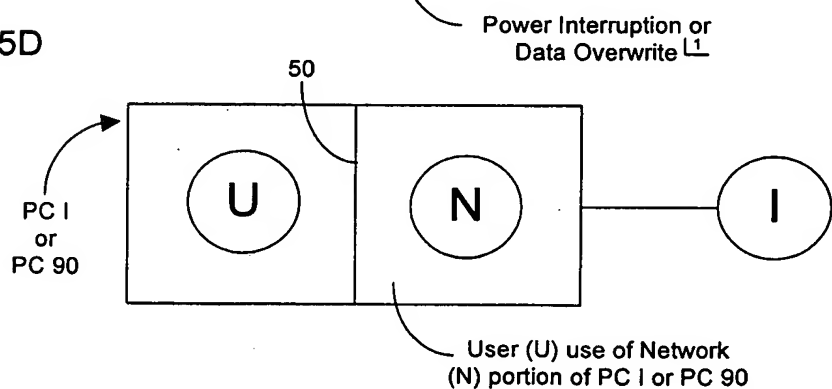 Power Interruption or
Data Overwrite 1
5D
50
U
N
I
PC I
or
PC 90
User (U) use of Network
(N) portion of PC I or PC 90